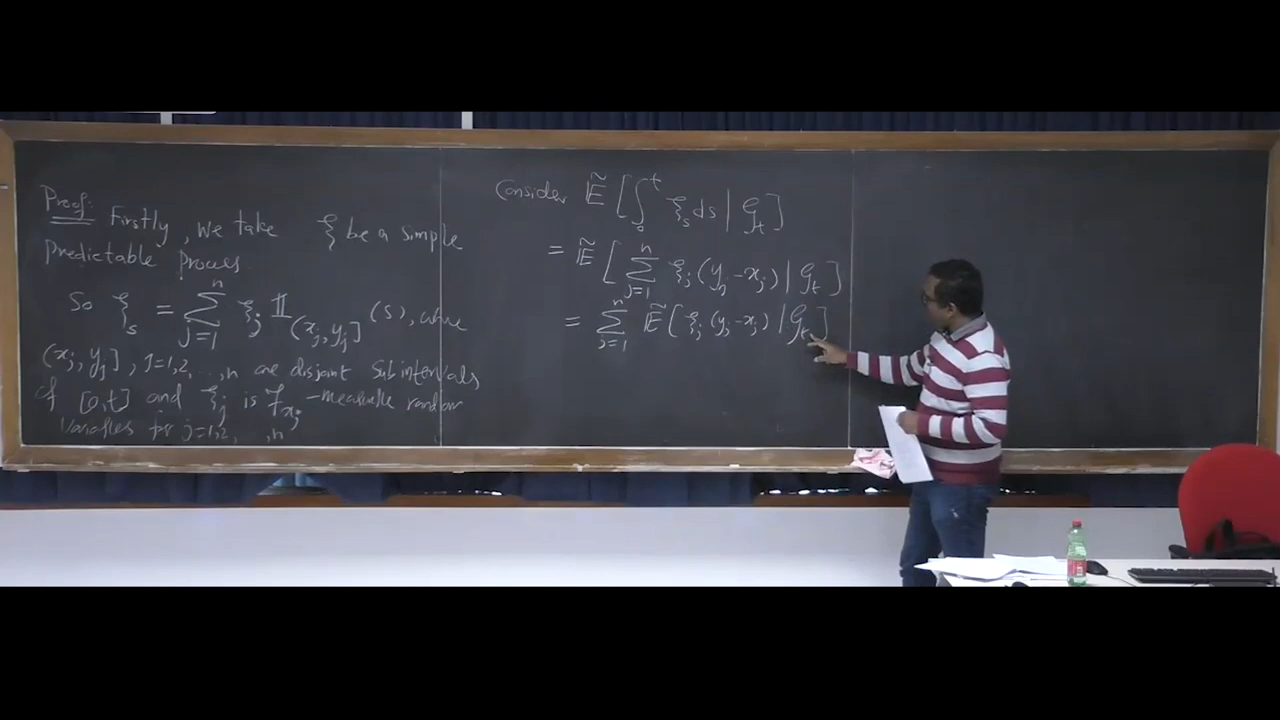 Proof: Firstly, we take ξ be a simple
Predictable Process.
So ξ_s = Σ_{j=1}^{n} ξ_j 𝕀_{(x_j, y_j]}(s), where
(x_j, y_j], j=1,2,...,n are disjoint subintervals
of [0,t] and ξ_j is ℱ_{x_j}-measurable random
variables for j=1,2, ,n
Consider Ẽ[∫_0^t ξ_s ds | 𝒢_t]
= Ẽ[Σ_{j=1}^{n} ξ_j (y_j - x_j) | 𝒢_t]
= Σ_{j=1}^{n} Ẽ[ξ_j (y_j - x_j) | 𝒢_t]